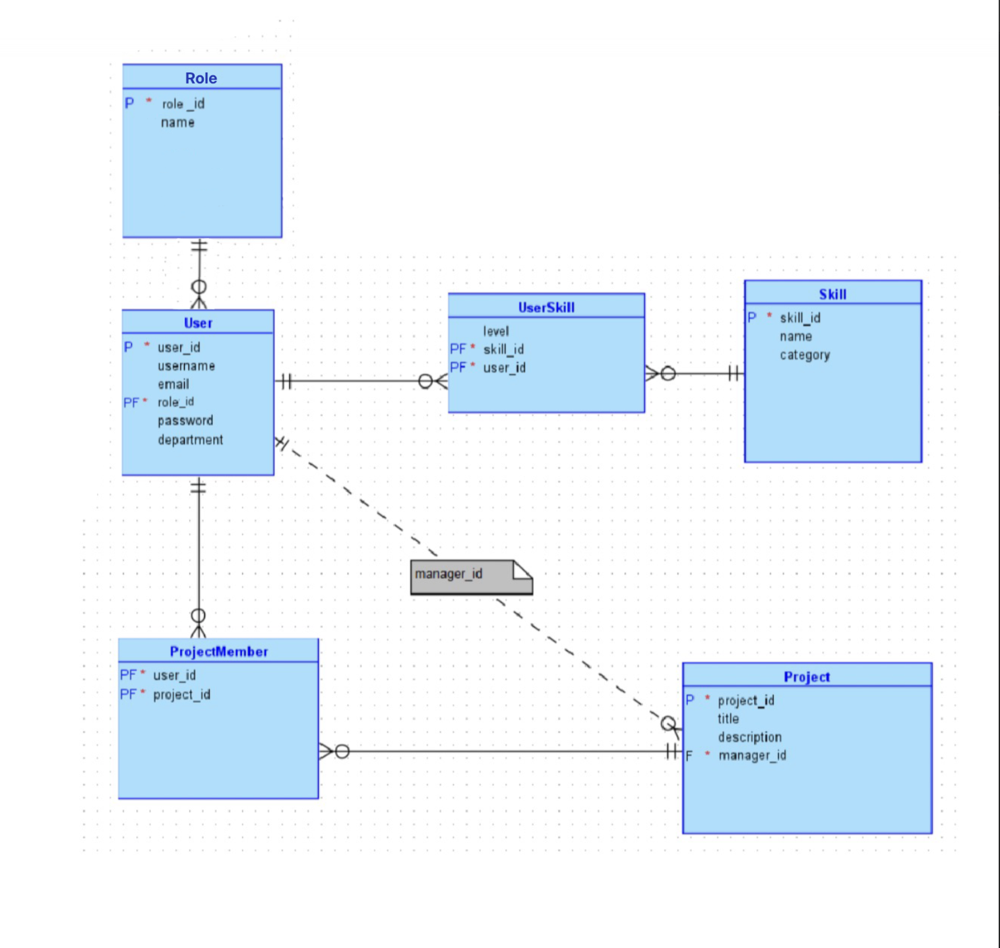 Role
P * role _id
name
User
P * user_id
username
email
PF * role_id
password
department
UserSkill
level
PF * skill_id
PF * user_id
Skill
P * skill_id
name
category
manager_id
ProjectMember
PF * user_id
PF * project_id
Project
P * project_id
title
description
F * manager_id